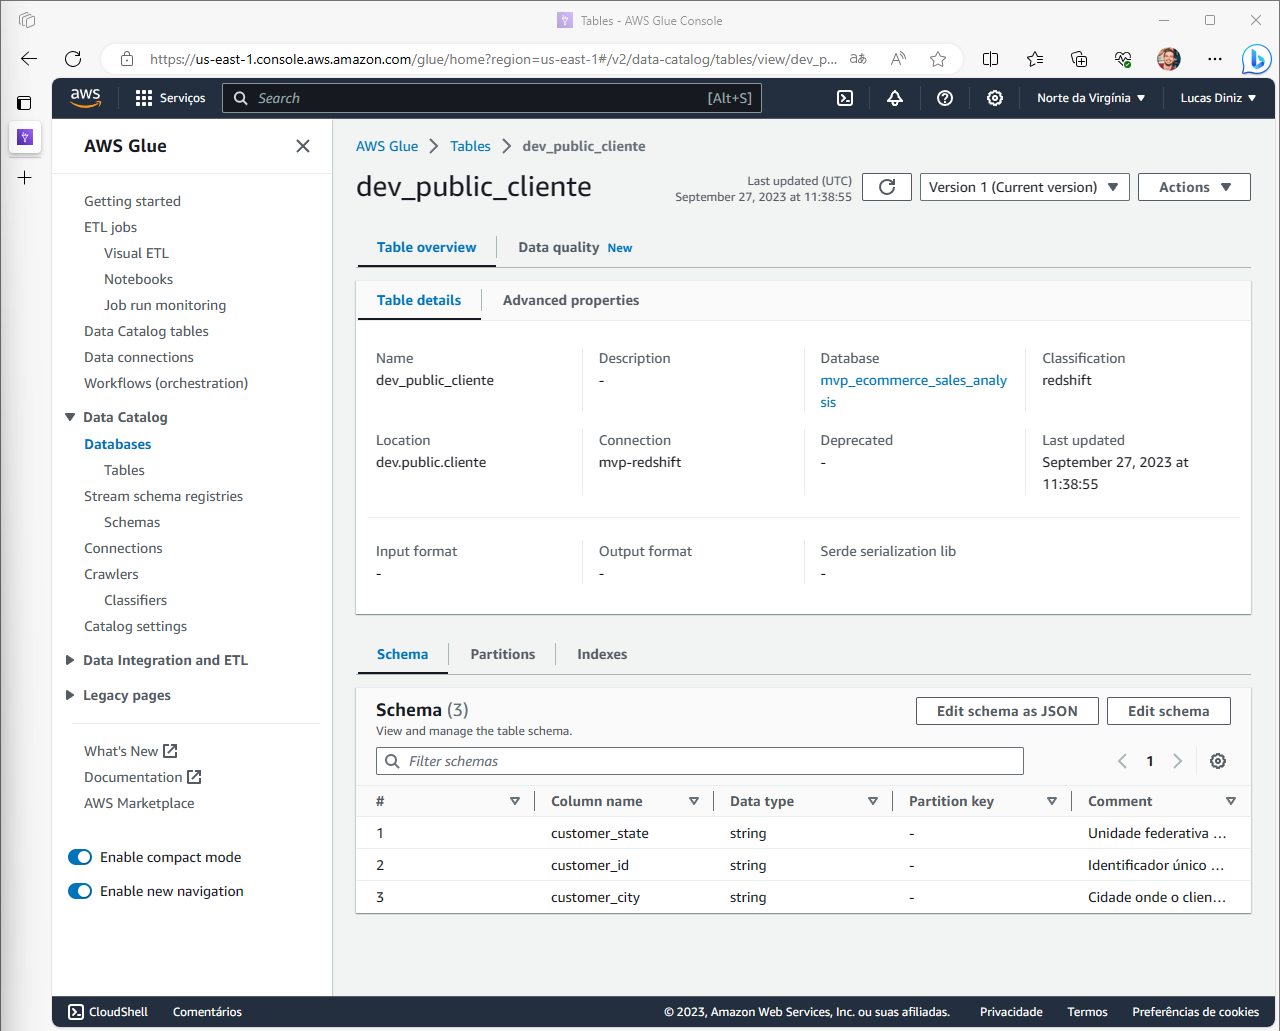 Tables - AWS Glue Console
https://us-east-1.console.aws.amazon.com/glue/home?region=us-east-1#/v2/data-catalog/tables/view/dev_p...
aws
Serviços
Search
[Alt+S]
Norte da Virgínia
Lucas Diniz
AWS Glue
Getting started
ETL jobs
Visual ETL
Notebooks
Job run monitoring
Data Catalog tables
Data connections
Workflows (orchestration)
Data Catalog
Databases
Tables
Stream schema registries
Schemas
Connections
Crawlers
Classifiers
Catalog settings
Data Integration and ETL
Legacy pages
What's New
Documentation
AWS Marketplace
Enable compact mode
Enable new navigation
AWS Glue > Tables > dev_public_cliente
dev_public_cliente
Last updated (UTC)
September 27, 2023 at 11:38:55
Version 1 (Current version)
Actions
Table overview
Data quality New
Table details
Advanced properties
Name
dev_public_cliente
Description
-
Database
mvp_ecommerce_sales_analy
sis
Classification
redshift
Location
dev.public.cliente
Connection
mvp-redshift
Deprecated
-
Last updated
September 27, 2023 at
11:38:55
Input format
-
Output format
-
Serde serialization lib
-
Schema
Partitions
Indexes
Schema (3)
View and manage the table schema.
Edit schema as JSON
Edit schema
Filter schemas
1
# Column name Data type Partition key Comment
1 customer_state string - Unidade federativa ...
2 customer_id string - Identificador único ...
3 customer_city string - Cidade onde o clien...
CloudShell
Comentários
© 2023, Amazon Web Services, Inc. ou suas afiliadas.
Privacidade
Termos
Preferências de cookies